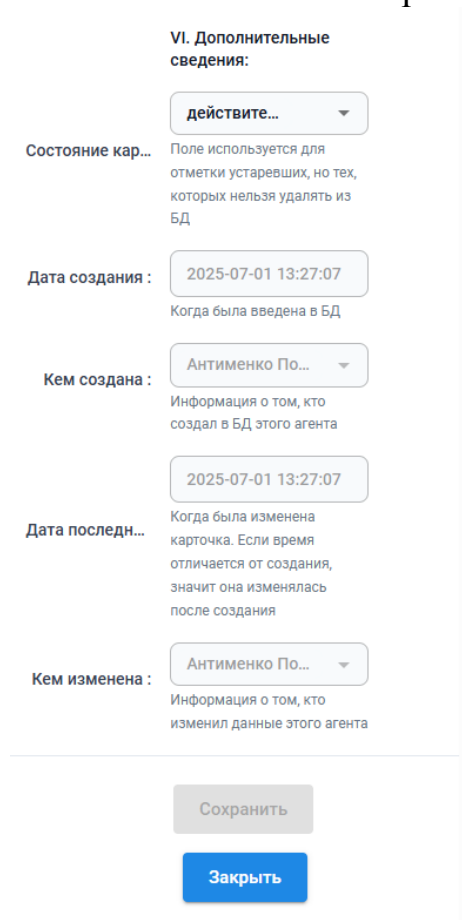 VI. Дополнительные
сведения:
действите...
Состояние кар...
Поле используется для
отметки устаревших, но тех,
которых нельзя удалять из
БД
Дата создания :
2025-07-01 13:27:07
Когда была введена в БД
Кем создана :
Антименко По...
Информация о том, кто
создал в БД этого агента
2025-07-01 13:27:07
Дата последн...
Когда была изменена
карточка. Если время
отличается от создания,
значит она изменялась
после создания
Кем изменена :
Антименко По...
Информация о том, кто
изменил данные этого агента
Сохранить
Закрыть